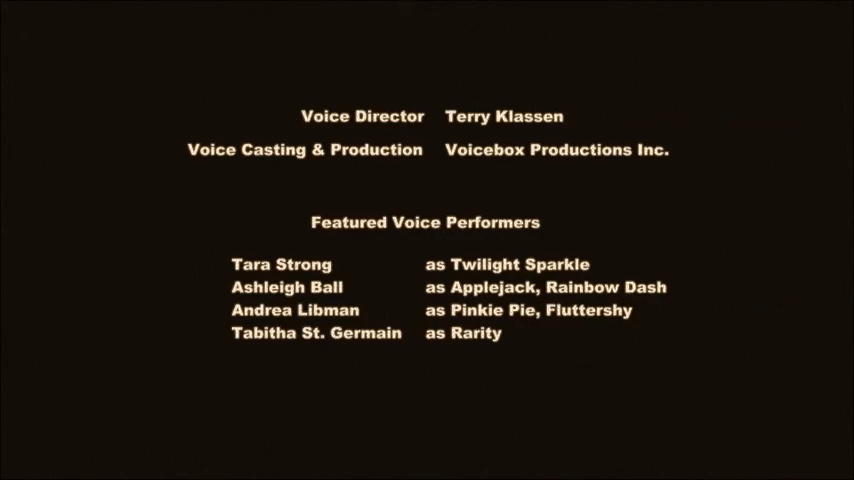 Voice Director Terry Klassen
Voice Casting & Production Voicebox Productions Inc.
Featured Voice Performers
Tara Strong as Twilight Sparkle
Ashleigh Ball as Applejack, Rainbow Dash
Andrea Libman as Pinkie Pie, Fluttershy
Tabitha St. Germain as Rarity